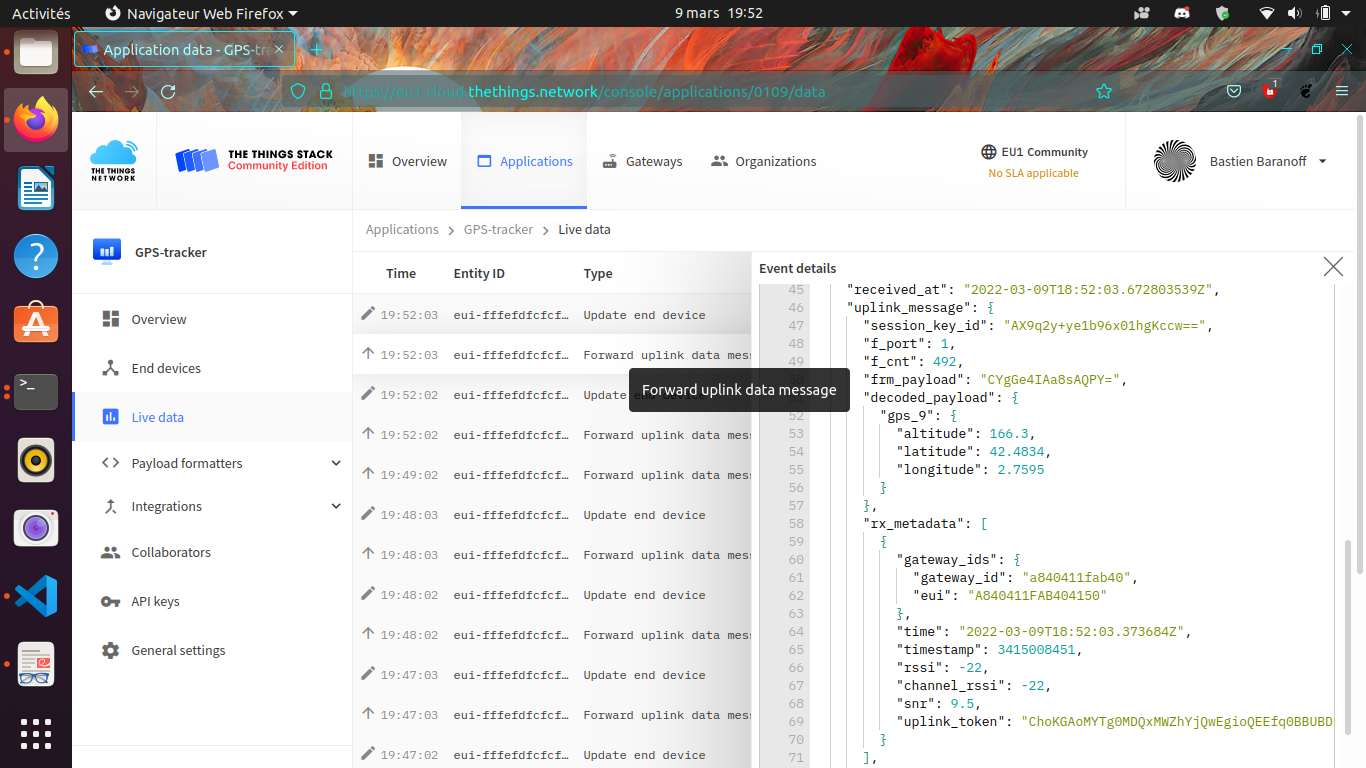 Activités
Navigateur Web Firefox
9 mars 19:52
Application data - GPS-tr
https://eu1.cloud.thethings.network/console/applications/0109/data
1
THE THINGS NETWORK
THE THINGS STACK
Community Edition
Overview
Applications
Gateways
Organizations
EU1 Community
No SLA applicable
Bastien Baranoff
GPS-tracker
Overview
End devices
Live data
Payload formatters
Integrations
Collaborators
API keys
General settings
Applications > GPS-tracker > Live data
Time Entity ID Type
19:52:03 eui-fffefdfcfcf… Update end device
19:52:03 eui-fffefdfcfcf… Forward uplink data mess
19:52:03 eui-fffefdfcfcf… Update end device
19:52:02 eui-fffefdfcfcf… Forward uplink data mess
19:49:02 eui-fffefdfcfcf… Forward uplink data mess
19:48:03 eui-fffefdfcfcf… Update end device
19:48:03 eui-fffefdfcfcf… Forward uplink data mess
19:48:02 eui-fffefdfcfcf… Update end device
19:48:02 eui-fffefdfcfcf… Forward uplink data mess
19:47:03 eui-fffefdfcfcf… Update end device
19:47:03 eui-fffefdfcfcf… Forward uplink data mess
19:47:02 eui-fffefdfcfcf… Update end device
Forward uplink data message
Event details
45 "received_at": "2022-03-09T18:52:03.672803539Z",
46 "uplink_message": {
47 "session_key_id": "AX9q2y+ye1b96x01hgKccw==",
48 "f_port": 1,
49 "f_cnt": 492,
"frm_payload": "CYgGe4IAa8sAQPY=",
"decoded_payload": {
52 "gps_9": {
53 "altitude": 166.3,
54 "latitude": 42.4834,
55 "longitude": 2.7595
56 }
57 },
58 "rx_metadata": [
59 {
60 "gateway_ids": {
61 "gateway_id": "a840411fab40",
62 "eui": "A840411FAB404150"
63 },
64 "time": "2022-03-09T18:52:03.373684Z",
65 "timestamp": 3415008451,
66 "rssi": -22,
67 "channel_rssi": -22,
68 "snr": 9.5,
69 "uplink_token": "ChoKGAoMYTg0MDQxMWZhYjQwEgioQEEfq0BBUBD
70 }
71 ],